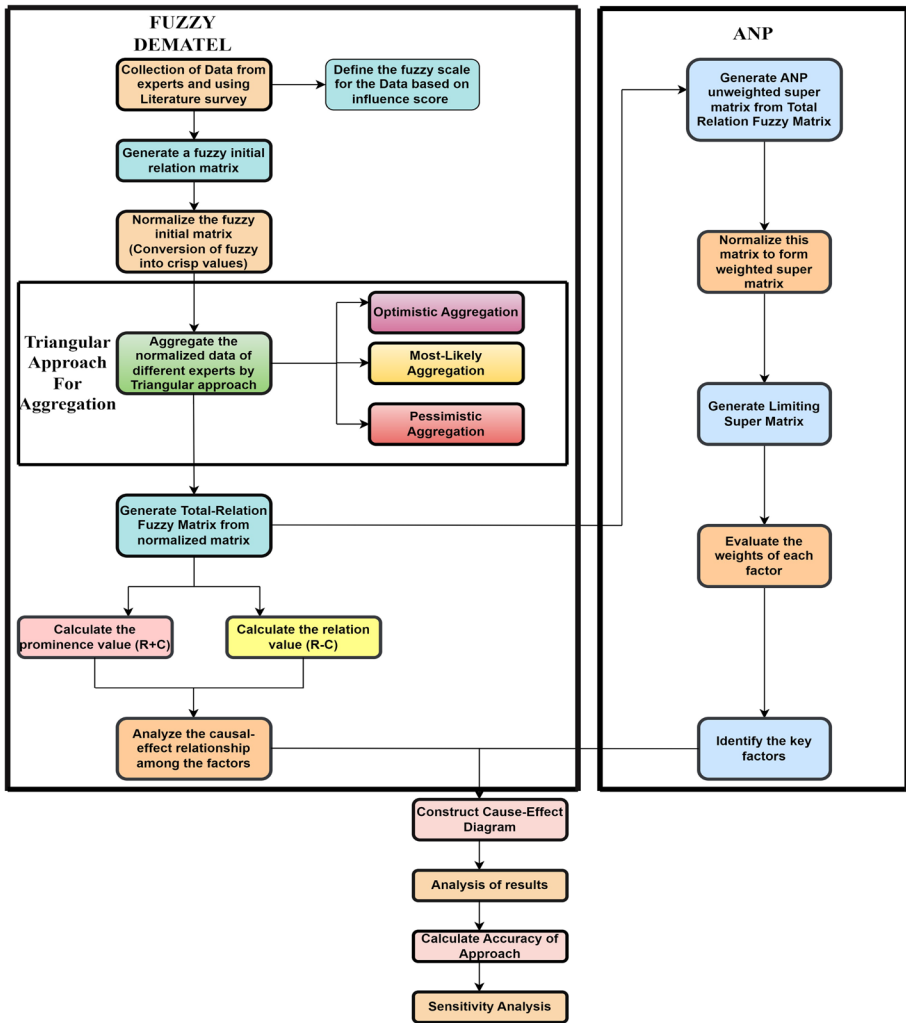 FUZZY
DEMATEL
Collection of Data from
experts and using
Literature survey
Define the fuzzy scale
for the Data based on
influence score
Generate a fuzzy initial
relation matrix
Normalize the fuzzy
initial matrix
(Conversion of fuzzy
into crisp values)
Triangular
Approach
For
Aggregation
Aggregate the
normalized data of
different experts by
Triangular approach
Optimistic Aggregation
Most-Likely
Aggregation
Pessimistic
Aggregation
Generate Total-Relation
Fuzzy Matrix from
normalized matrix
Calculate the
prominence value (R+C)
Calculate the relation
value (R-C)
Analyze the causal-
effect relationship
among the factors
ANP
Generate ANP
unweighted super
matrix from Total
Relation Fuzzy Matrix
Normalize this
matrix to form
weighted super
matrix
Generate Limiting
Super Matrix
Evaluate the
weights of each
factor
Identify the key
factors
Construct Cause-Effect
Diagram
Analysis of results
Calculate Accuracy of
Approach
Sensitivity Analysis